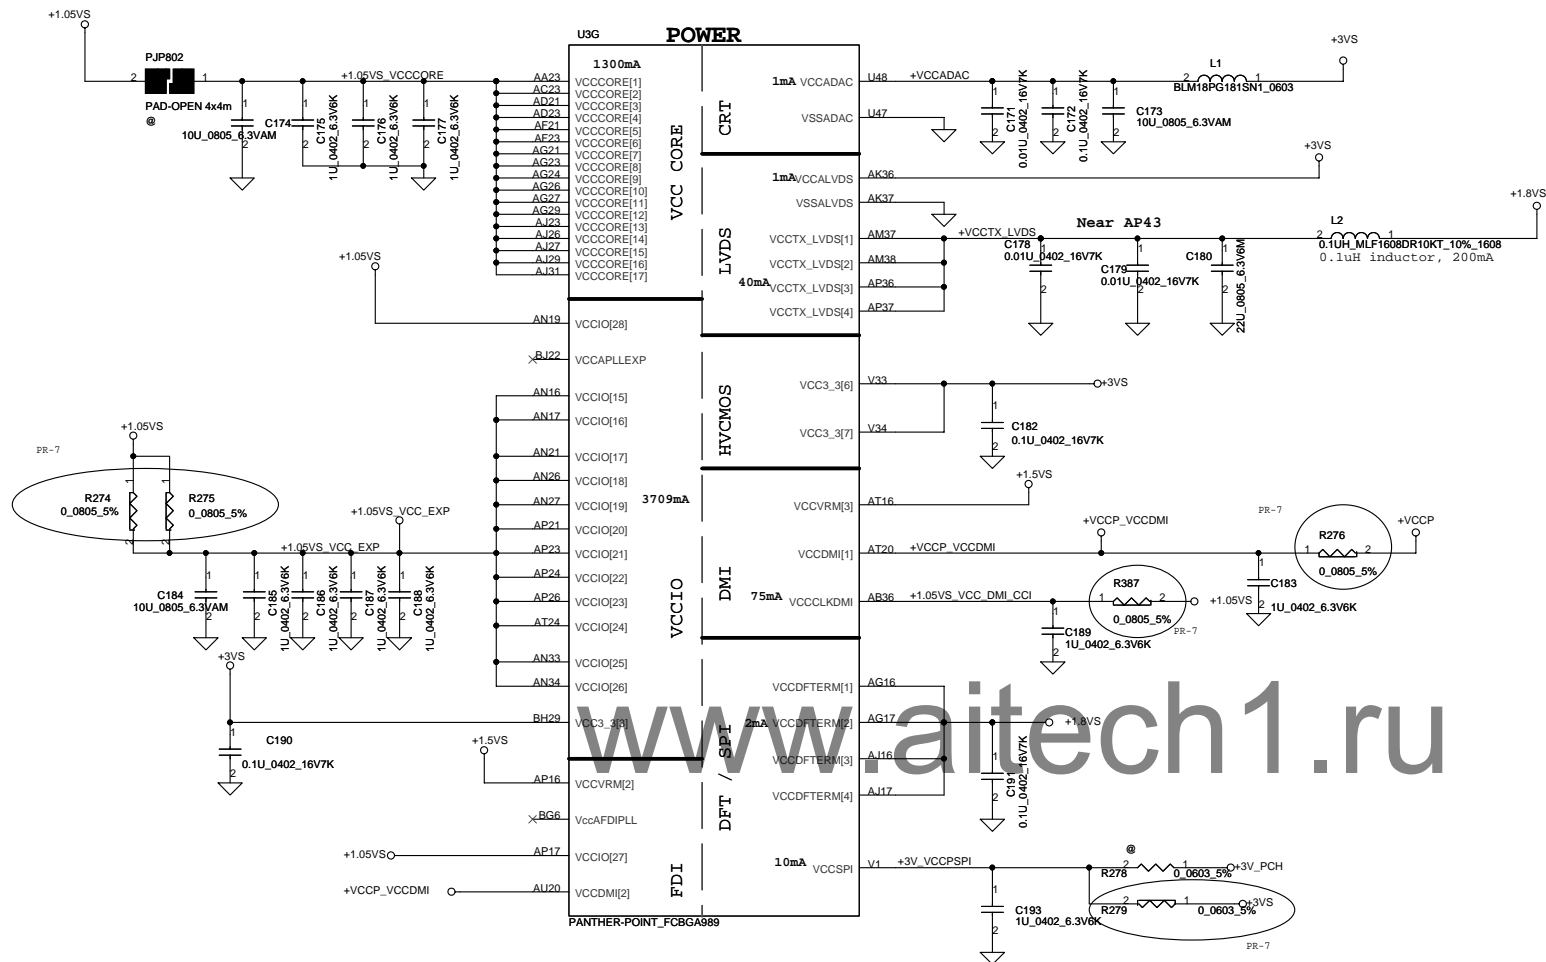 +1.05VS
PJP802
2 1
PAD-OPEN 4x4m
@
+1.05VS_VCCCORE
C174
10U_0805_6.3VAM
C175
1U_0402_6.3V6K
C176
1U_0402_6.3V6K
C177
1U_0402_6.3V6K
U3G
POWER
1300mA
VCC CORE
AA23 VCCCORE[1]
AC23 VCCCORE[2]
AD21 VCCCORE[3]
AD23 VCCCORE[4]
AF21 VCCCORE[5]
AF23 VCCCORE[6]
AG21 VCCCORE[7]
AG23 VCCCORE[8]
AG24 VCCCORE[9]
AG26 VCCCORE[10]
AG27 VCCCORE[11]
AG29 VCCCORE[12]
AJ23 VCCCORE[13]
AJ26 VCCCORE[14]
AJ27 VCCCORE[15]
AJ29 VCCCORE[16]
AJ31 VCCCORE[17]
+1.05VS
AN19 VCCIO[28]
BJ22 VCCAPLLEXP
AN16 VCCIO[15]
AN17 VCCIO[16]
AN21 VCCIO[17]
AN26 VCCIO[18]
AN27 VCCIO[19]
3709mA
AP21 VCCIO[20]
AP23 VCCIO[21]
AP24 VCCIO[22]
AP26 VCCIO[23]
AT24 VCCIO[24]
AN33 VCCIO[25]
AN34 VCCIO[26]
VCCIO
BH29 VCC3_3[3]
AP16 VCCVRM[2]
BG6 VccAFDIPLL
AP17 VCCIO[27]
AU20 VCCDMI[2]
FDI
PANTHER-POINT_FCBGA989
PR-7
+1.05VS
R274
0_0805_5%
R275
0_0805_5%
+1.05VS_VCC_EXP
+1.05VS_VCC_EXP
C184
10U_0805_6.3VAM
C185
1U_0402_6.3V6K
C186
1U_0402_6.3V6K
C187
1U_0402_6.3V6K
C188
1U_0402_6.3V6K
+3VS
C190
0.1U_0402_16V7K
+1.5VS
+1.05VS
+VCCP_VCCDMI
CRT
1mA VCCADAC U48 +VCCADAC
VSSADAC U47
C171
0.01U_0402_16V7K
C172
0.1U_0402_16V7K
C173
10U_0805_6.3VAM
L1
2 1
BLM18PG181SN1_0603
+3VS
LVDS
1mA VCCALVDS AK36
+3VS
VSSALVDS AK37
VCCTX_LVDS[1] AM37 +VCCTX_LVDS
VCCTX_LVDS[2] AM38
40mA VCCTX_LVDS[3] AP36
VCCTX_LVDS[4] AP37
Near AP43
C178
0.01U_0402_16V7K
C179
0.01U_0402_16V7K
C180
22U_0805_6.3V6M
L2
2 1
0.1UH_MLF1608DR10KT_10%_1608
0.1uH inductor, 200mA
+1.8VS
HVCMOS
VCC3_3[6] V33
VCC3_3[7] V34
+3VS
C182
0.1U_0402_16V7K
DMI
VCCVRM[3] AT16
+1.5VS
VCCDMI[1] AT20 +VCCP_VCCDMI
+VCCP_VCCDMI
75mA VCCCLKDMI AB36 +1.05VS_VCC_DMI_CCI
C183
1U_0402_6.3V6K
PR-7
R276
1 2
0_0805_5%
+VCCP
R387
1 2
0_0805_5%
+1.05VS
PR-7
C189
1U_0402_6.3V6K
DFT / SPI
VCCDFTERM[1] AG16
2mA VCCDFTERM[2] AG17
VCCDFTERM[3] AJ16
VCCDFTERM[4] AJ17
+1.8VS
C191
0.1U_0402_16V7K
10mA VCCSPI V1 +3V_VCCPSPI
C193
1U_0402_6.3V6K
@
R278
2 1
0_0603_5%
+3V_PCH
R279
2 1
0_0603_5%
+3VS
PR-7
www.aitech1.ru